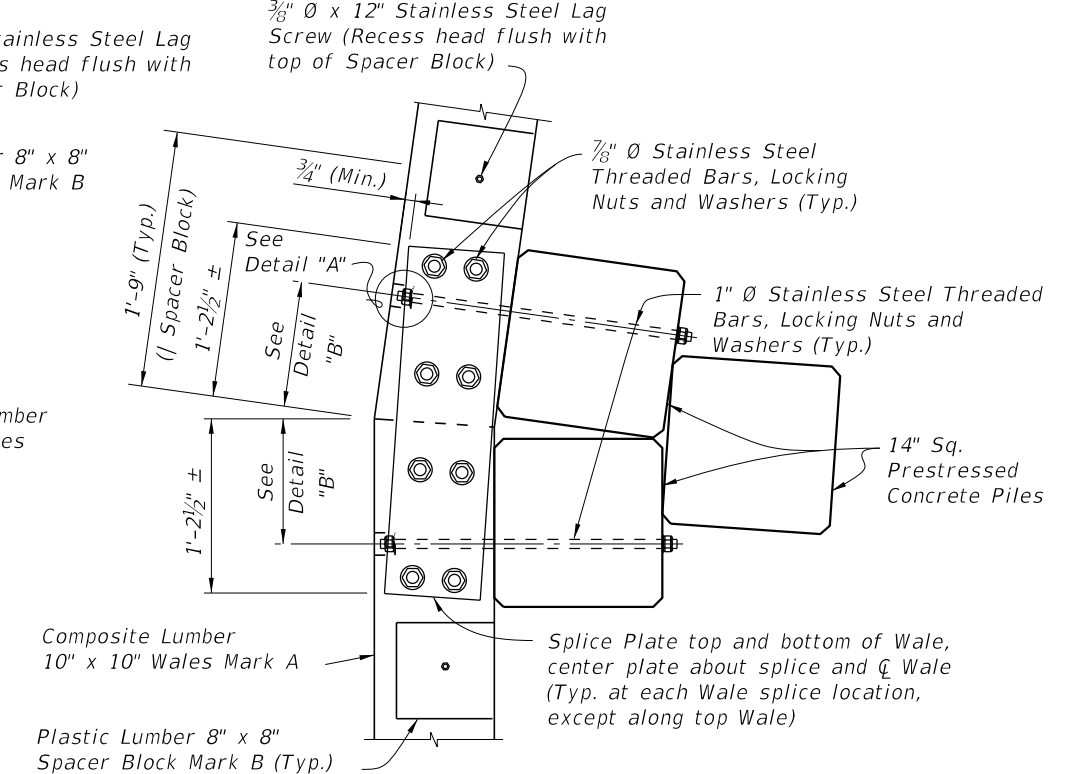 tainless Steel Lag
s head flush with
r Block)
r 8" x 8"
Mark B
mber
es
⅜" Ø x 12" Stainless Steel Lag
Screw (Recess head flush with
top of Spacer Block)
⅞" Ø Stainless Steel
Threaded Bars, Locking
Nuts and Washers (Typ.)
¾" (Min.)
1'-9" (Typ.)
(| Spacer Block)
1'-2½" ±
See
Detail "A"
See
Detail
"B"
1" Ø Stainless Steel Threaded
Bars, Locking Nuts and
Washers (Typ.)
14" Sq.
Prestressed
Concrete Piles
1'-2½" ±
See
Detail
"B"
Composite Lumber
10" x 10" Wales Mark A
Splice Plate top and bottom of Wale,
center plate about splice and ℄ Wale
(Typ. at each Wale splice location,
except along top Wale)
Plastic Lumber 8" x 8"
Spacer Block Mark B (Typ.)